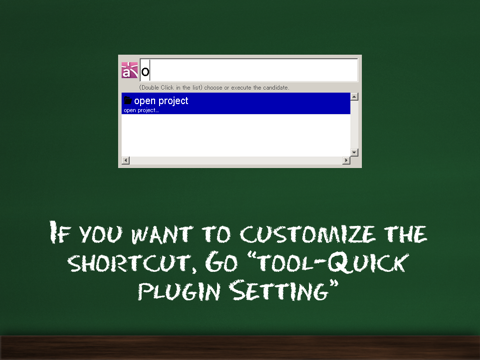 a
o
(Double Click in the list) choose or execute the candidate.
open project
open project...
IF YOU WANT TO CUSTOMIZE THE
SHORTCUT, GO "TOOL-QUICK
PLUGIN SETTING"